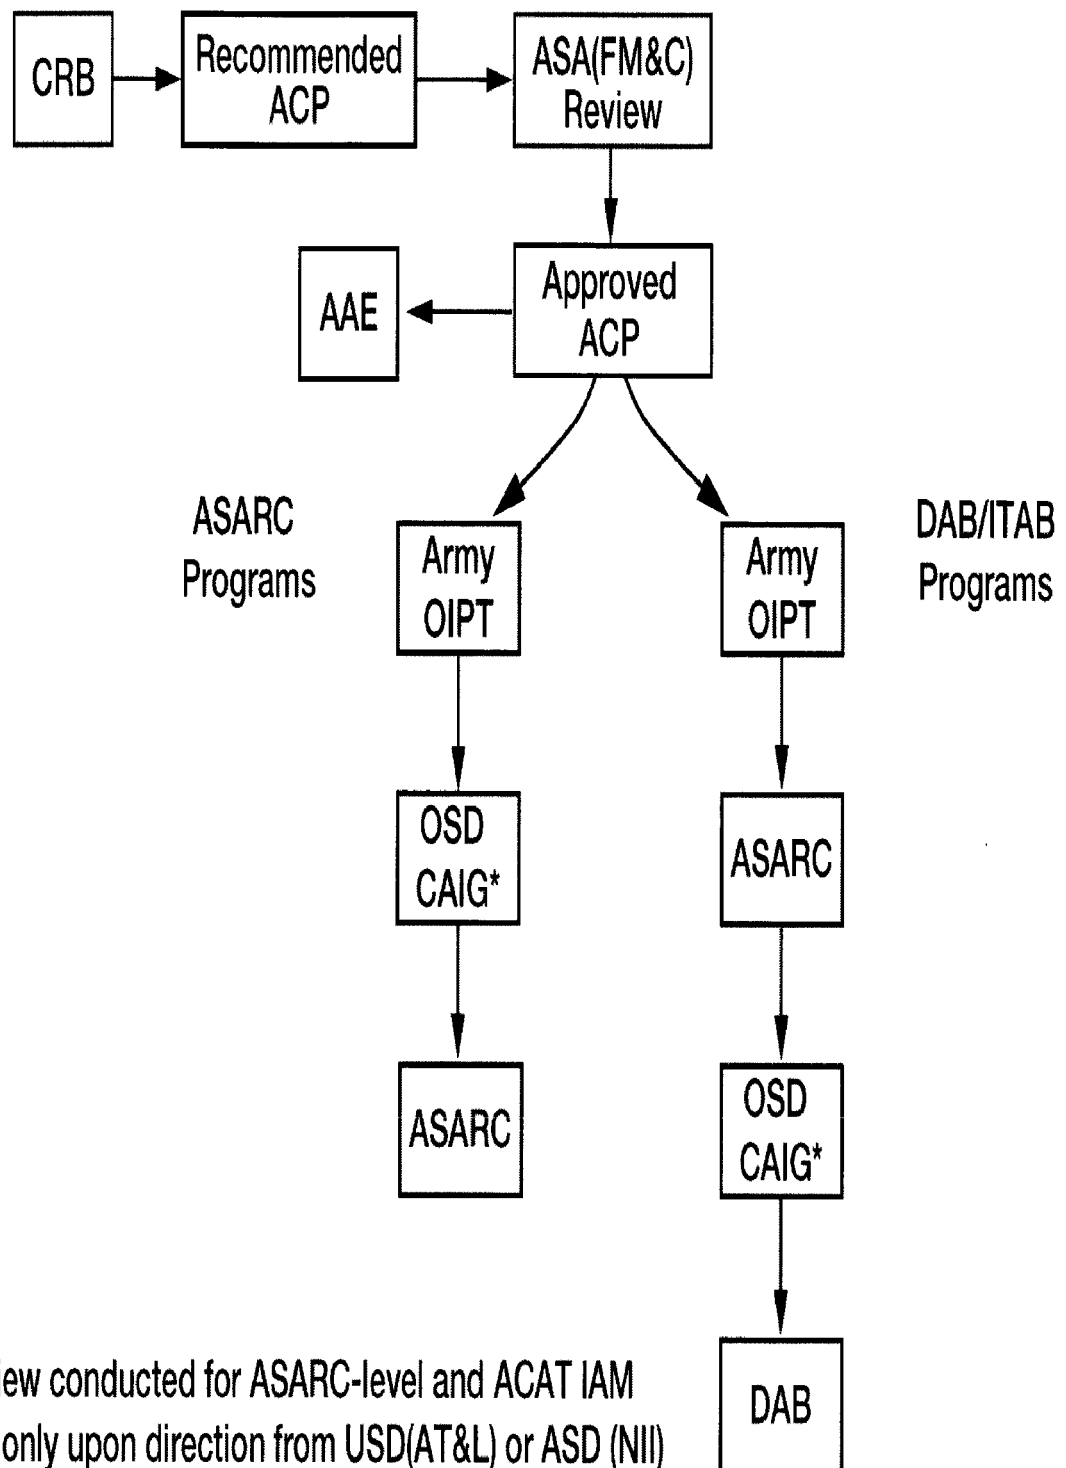 CRB
Recommended
ACP
ASA(FM&C)
Review
AAE
Approved
ACP
ASARC
Programs
Army
OIPT
Army
OIPT
DAB/ITAB
Programs
OSD
CAIG*
ASARC
ASARC
OSD
CAIG*
DAB
conducted for ASARC-level and ACAT IAM
only upon direction from USD(AT&L) or ASD (NII)